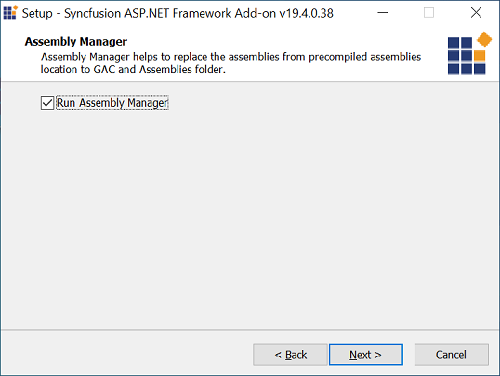 Setup - Syncfusion ASP.NET Framework Add-on v19.4.0.38
Assembly Manager
Assembly Manager helps to replace the assemblies from precompiled assemblies
location to GAC and Assemblies folder.
Run Assembly Manager
< Back
Next >
Cancel